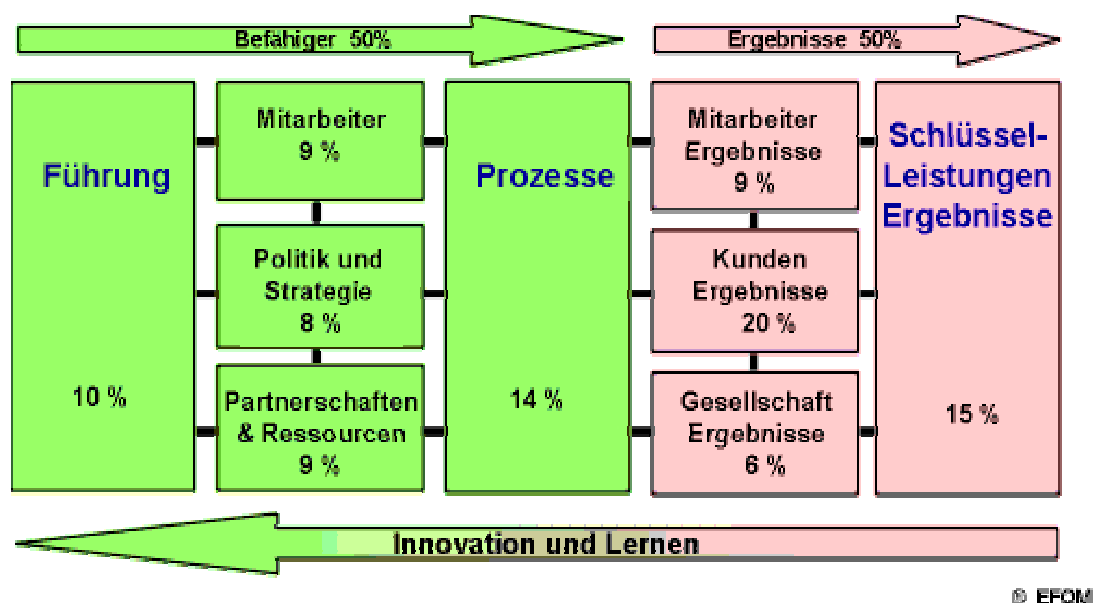 Befähiger 50%
Ergebnisse 50%
Führung
10 %
Mitarbeiter
9 %
Politik und
Strategie
8 %
Partnerschaften
& Ressourcen
9 %
Prozesse
14 %
Mitarbeiter
Ergebnisse
9 %
Kunden
Ergebnisse
20 %
Gesellschaft
Ergebnisse
6 %
Schlüssel-
Leistungen
Ergebnisse
15 %
Innovation und Lernen
© EFQM